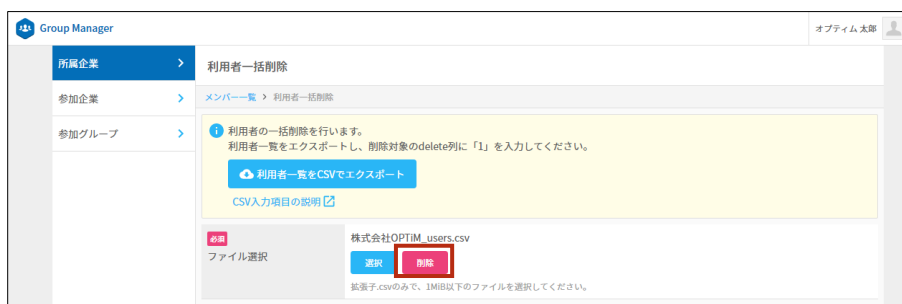 Group Manager
オプティム 太郎
所属企業
参加企業
参加グループ
利用者一括削除
メンバー一覧 > 利用者一括削除
利用者の一括削除を行います。
利用者一覧をエクスポートし、削除対象のdelete列に「1」を入力してください。
利用者一覧をCSVでエクスポート
CSV入力項目の説明
必須
ファイル選択
株式会社OPTiM_users.csv
選択
削除
拡張子.csvのみで、1MiB以下のファイルを選択してください。